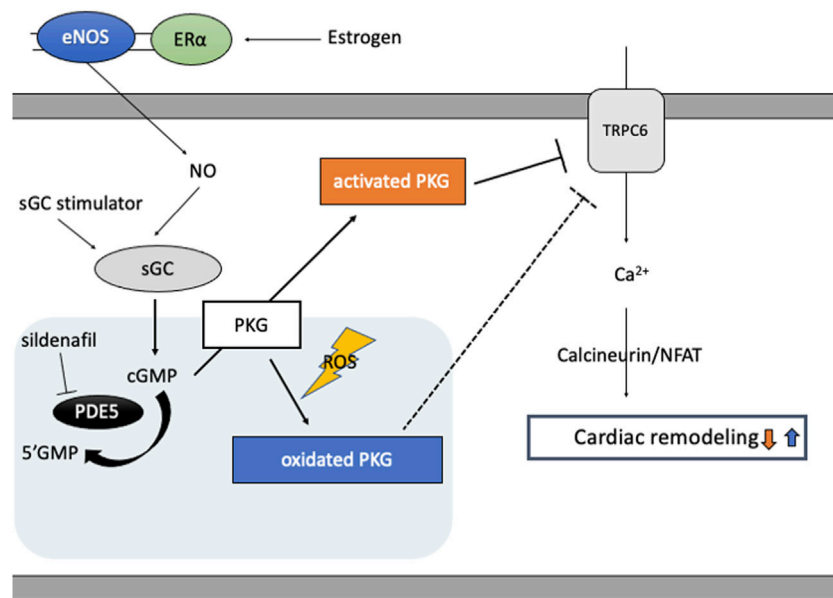 eNOS
ERα
Estrogen
TRPC6
NO
activated PKG
sGC stimulator
sGC
Ca²⁺
PKG
sildenafil
ROS
Calcineurin/NFAT
cGMP
PDE5
Cardiac remodeling
5'GMP
oxidated PKG